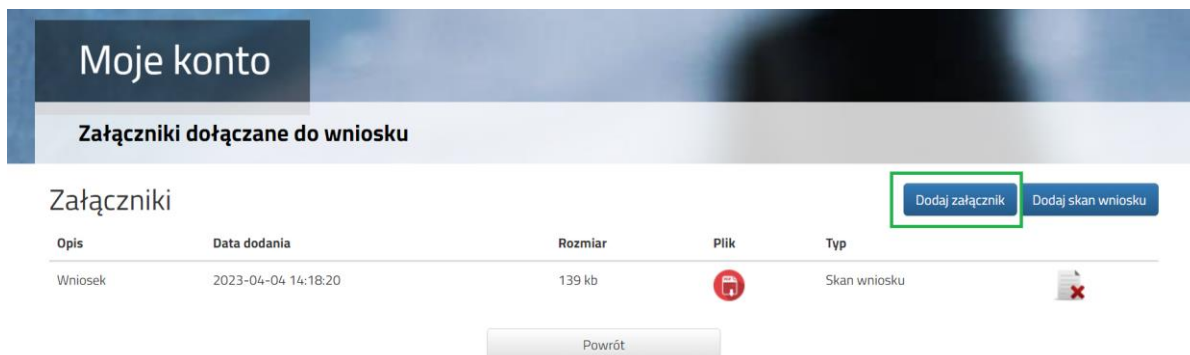 Moje konto
Załączniki dołączane do wniosku
Załączniki
Dodaj załącznik Dodaj skan wniosku
Opis Data dodania Rozmiar Plik Typ
Wniosek 2023-04-04 14:18:20 139 kb Skan wniosku
Powrót